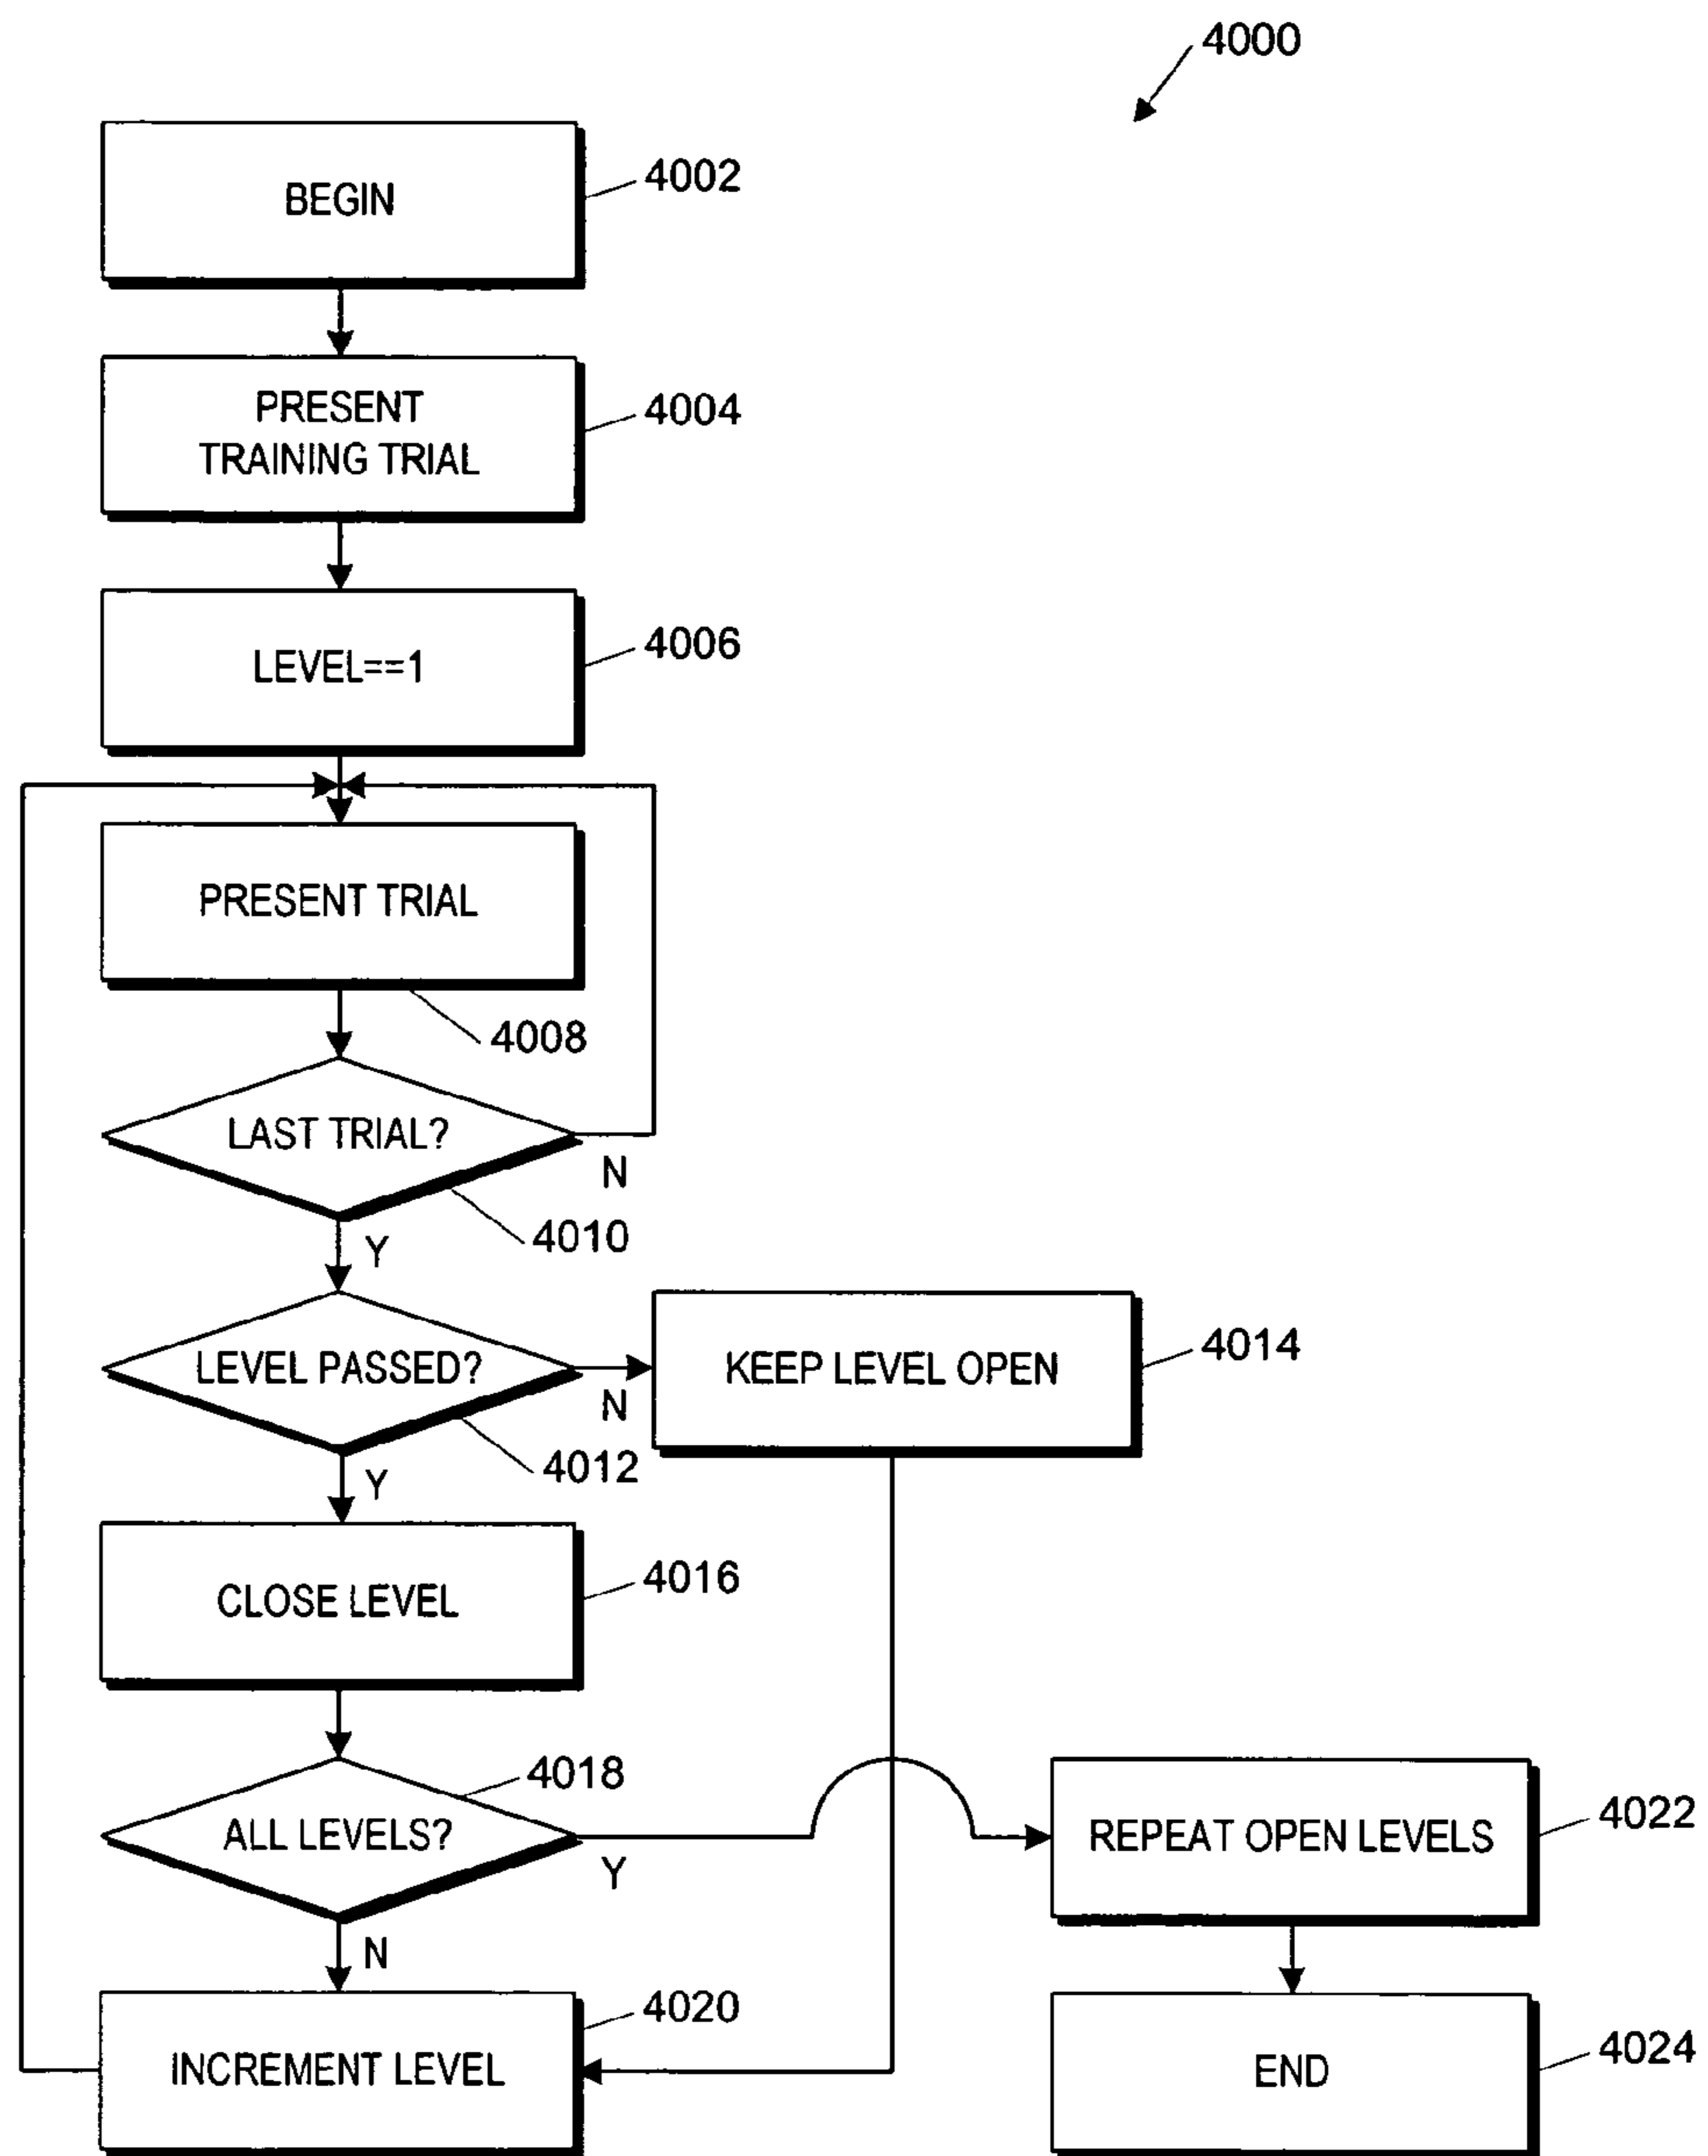 4000
BEGIN
4002
PRESENT
TRAINING TRIAL
4004
LEVEL==1
4006
PRESENT TRIAL
4008
LAST TRIAL?
N
4010
Y
LEVEL PASSED?
N
4012
Y
KEEP LEVEL OPEN
4014
CLOSE LEVEL
4016
4018
ALL LEVELS?
Y
N
REPEAT OPEN LEVELS
4022
INCREMENT LEVEL
4020
END
4024